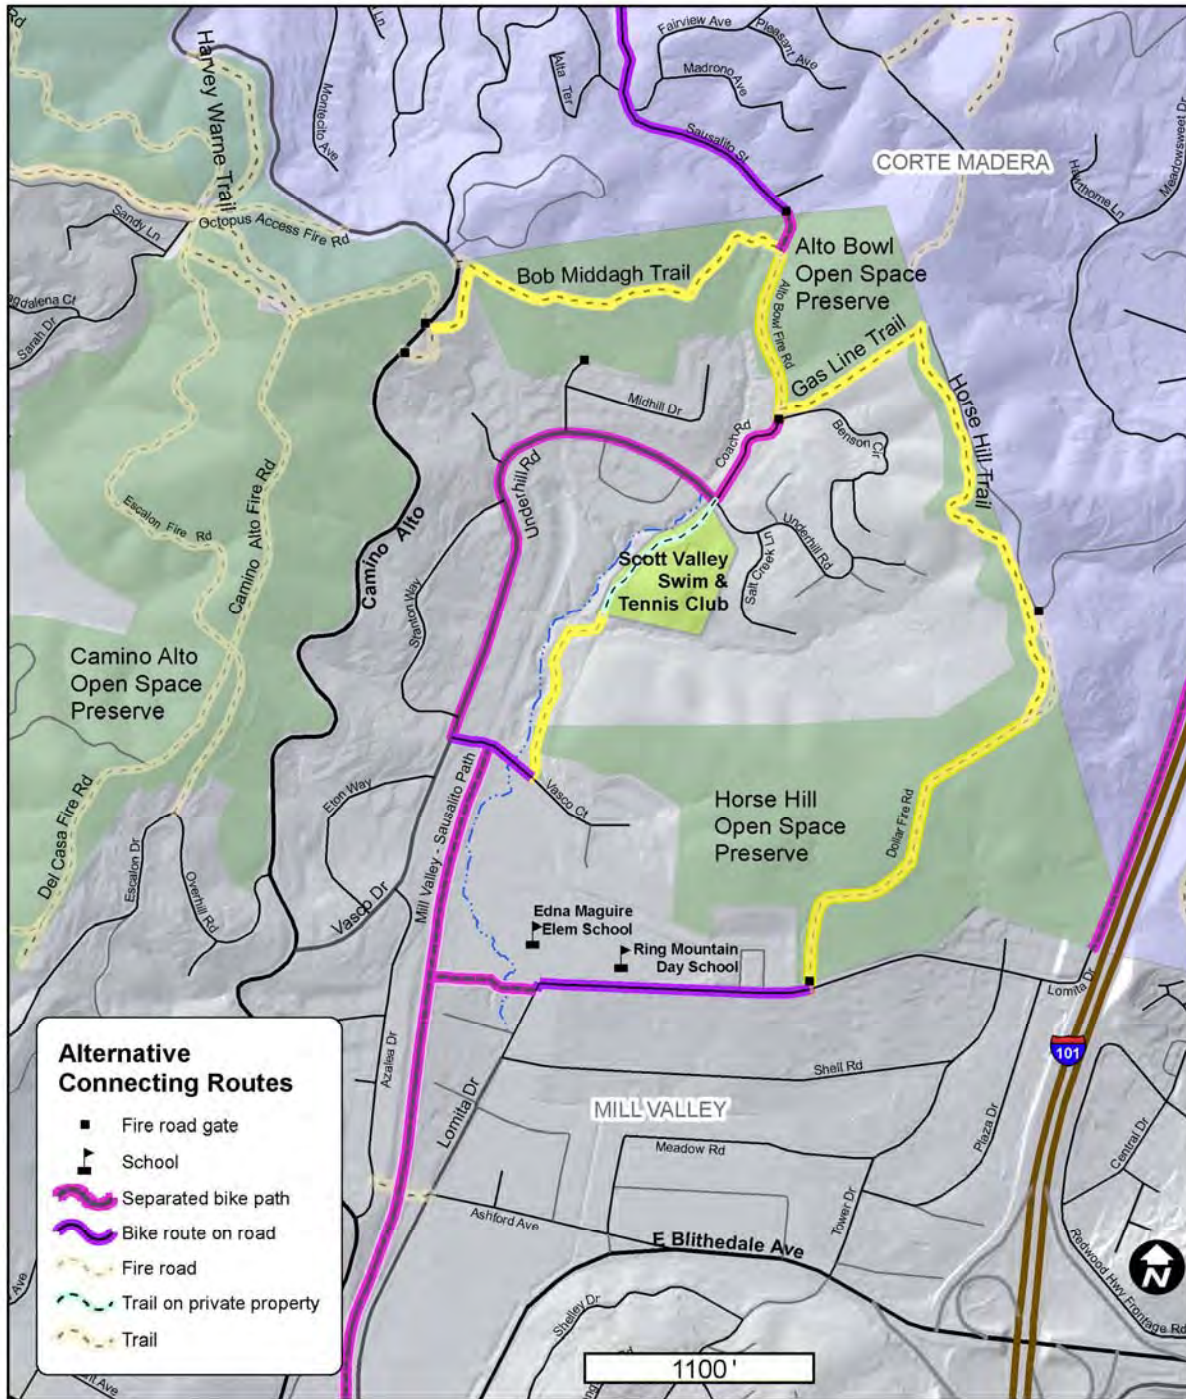 Rd
Ln
Harvey Warne Trail
Montecito Ave
Alta Ter
Fairview Ave
Pleasant Ave
Madrono Ave
Sausalito St
CORTE MADERA
Meadowsweet Dr
Hawthorne Ln
Sandy Ln
Octopus Access Fire Rd
Bob Middagh Trail
Alto Bowl
Open Space
Preserve
Alto Bowl Fire Rd
Gas Line Trail
Sarah Dr
Midhill Dr
Coach Rd
Benson Cir
Horse Hill Trail
Underhill Rd
Escalon Fire Rd
Camino Alto Fire Rd
Camino Alto
Scott Valley
Swim &
Tennis Club
Salt Creek Ln
Underhill Rd
Stanton Way
Camino Alto
Open Space
Preserve
Del Casa Fire Rd
Eton Way
Vasco Ct
Mill Valley - Sausalito Path
Horse Hill
Open Space
Preserve
Dollar Fire Rd
Escalon Dr
Overhill Rd
Vasco Dr
Edna Maguire
Elem School
Ring Mountain
Day School
Lomita Dr
101
Azalea Dr
Lomita Dr
Shell Rd
MILL VALLEY
Meadow Rd
Plaza Dr
Central Dr
Tower Dr
Ashford Ave
E Blithedale Ave
Redwood Hwy Frontage Rd
Shelley Dr
N
1100 '
Alternative
Connecting Routes
Fire road gate
School
Separated bike path
Bike route on road
Fire road
Trail on private property
Trail
Ave